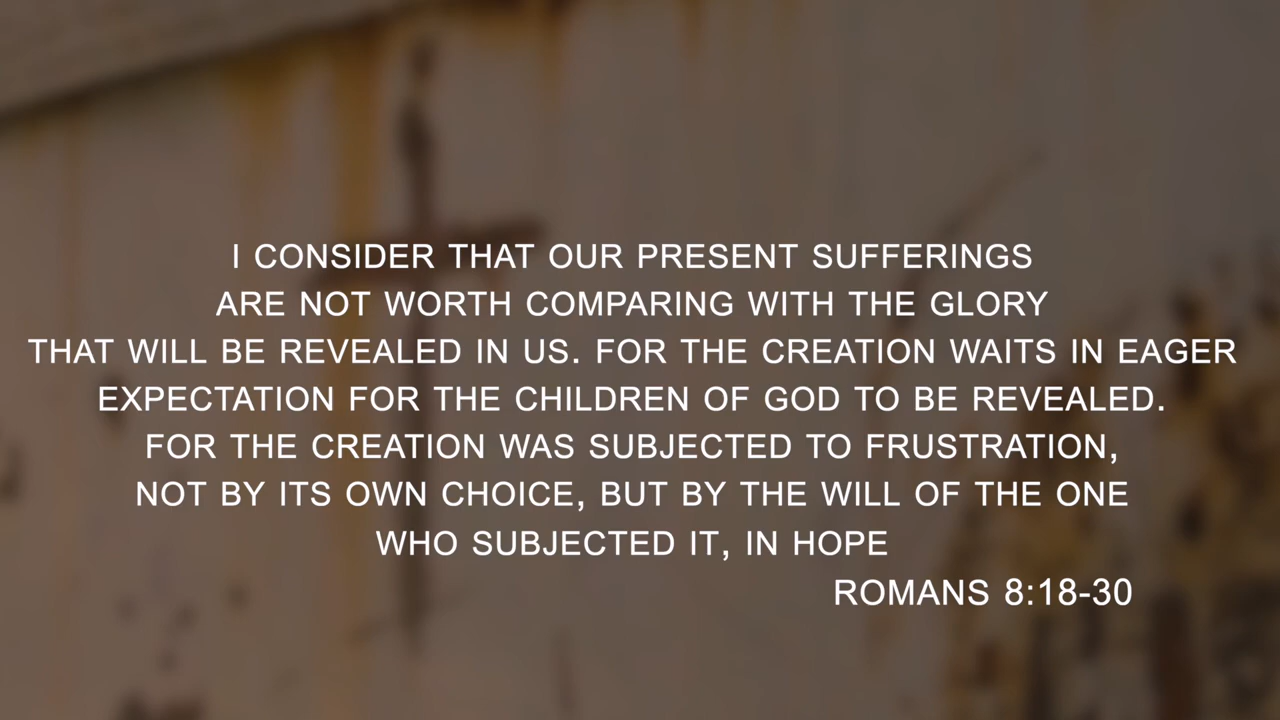 I CONSIDER THAT OUR PRESENT SUFFERINGS
ARE NOT WORTH COMPARING WITH THE GLORY
THAT WILL BE REVEALED IN US. FOR THE CREATION WAITS IN EAGER
EXPECTATION FOR THE CHILDREN OF GOD TO BE REVEALED.
FOR THE CREATION WAS SUBJECTED TO FRUSTRATION,
NOT BY ITS OWN CHOICE, BUT BY THE WILL OF THE ONE
WHO SUBJECTED IT, IN HOPE
ROMANS 8:18-30